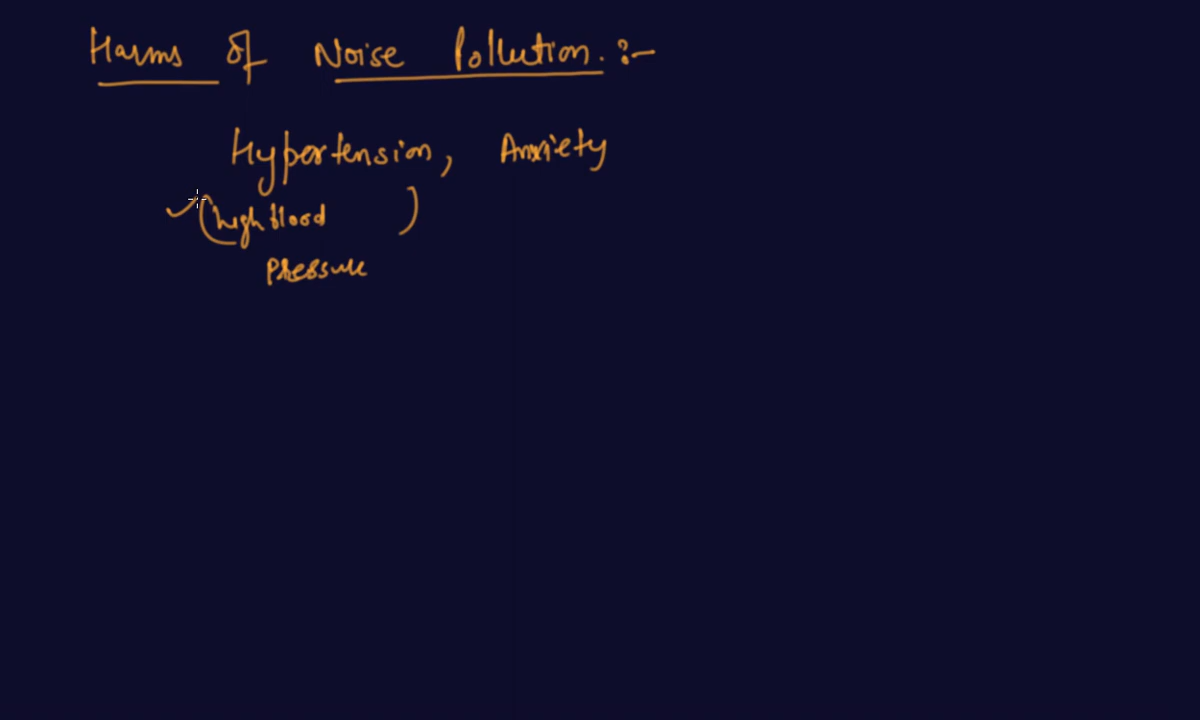 Harms of Noise Pollution. :-
Hypertension, Anxiety
(high blood )
pressure